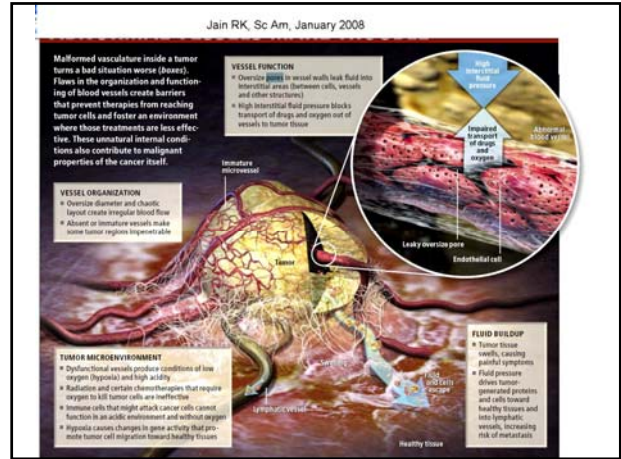 Jain RK, Sc Am, January 2008
Malformed vasculature inside a tumor
turns a bad situation worse (boxes).
Flaws in the organization and function-
ing of blood vessels create barriers
that prevent therapies from reaching
tumor cells and foster an environment
where those treatments are less effec-
tive. These unnatural internal condi-
tions also contribute to malignant
properties of the cancer itself.
VESSEL FUNCTION
■ Oversize pores in vessel walls leak fluid into
interstitial areas (between cells, vessels
and other structures)
■ High interstitial fluid pressure blocks
transport of drugs and oxygen out of
vessels to tumor tissue
High
interstitial
fluid
pressure
Impaired
transport
of drugs
and
oxygen
Abnormal
blood vessel
Leaky oversize pore
Endothelial cell
Immature
microvessel
VESSEL ORGANIZATION
■ Oversize diameter and chaotic
layout create irregular blood flow
■ Absent or immature vessels make
some tumor regions impenetrable
Tumor
TUMOR MICROENVIRONMENT
■ Dysfunctional vessels produce conditions of low
oxygen (hypoxia) and high acidity
■ Radiation and certain chemotherapies that require
oxygen to kill tumor cells are ineffective
■ Immune cells that might attack cancer cells cannot
function in an acidic environment and without oxygen
■ Hypoxia causes changes in gene activity that pro-
mote tumor cell migration toward healthy tissues
Lymphatic vessel
Fluid
and cells
escape
Healthy tissue
FLUID BUILDUP
■ Tumor tissue
swells, causing
painful symptoms
■ Fluid pressure
drives tumor-
generated proteins
and cells toward
healthy tissues and
into lymphatic
vessels, increasing
risk of metastasis